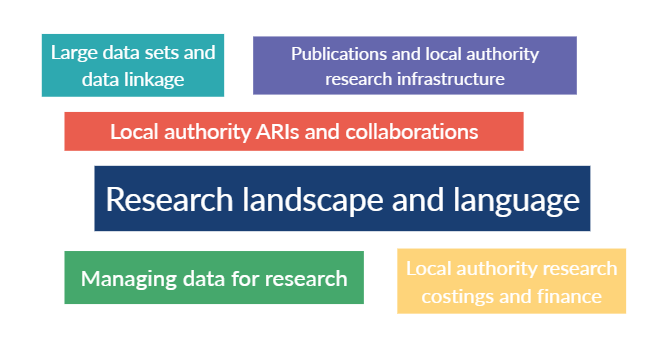 Large data sets and
data linkage
Publications and local authority
research infrastructure
Local authority ARIs and collaborations
Research landscape and language
Managing data for research
Local authority research
costings and finance